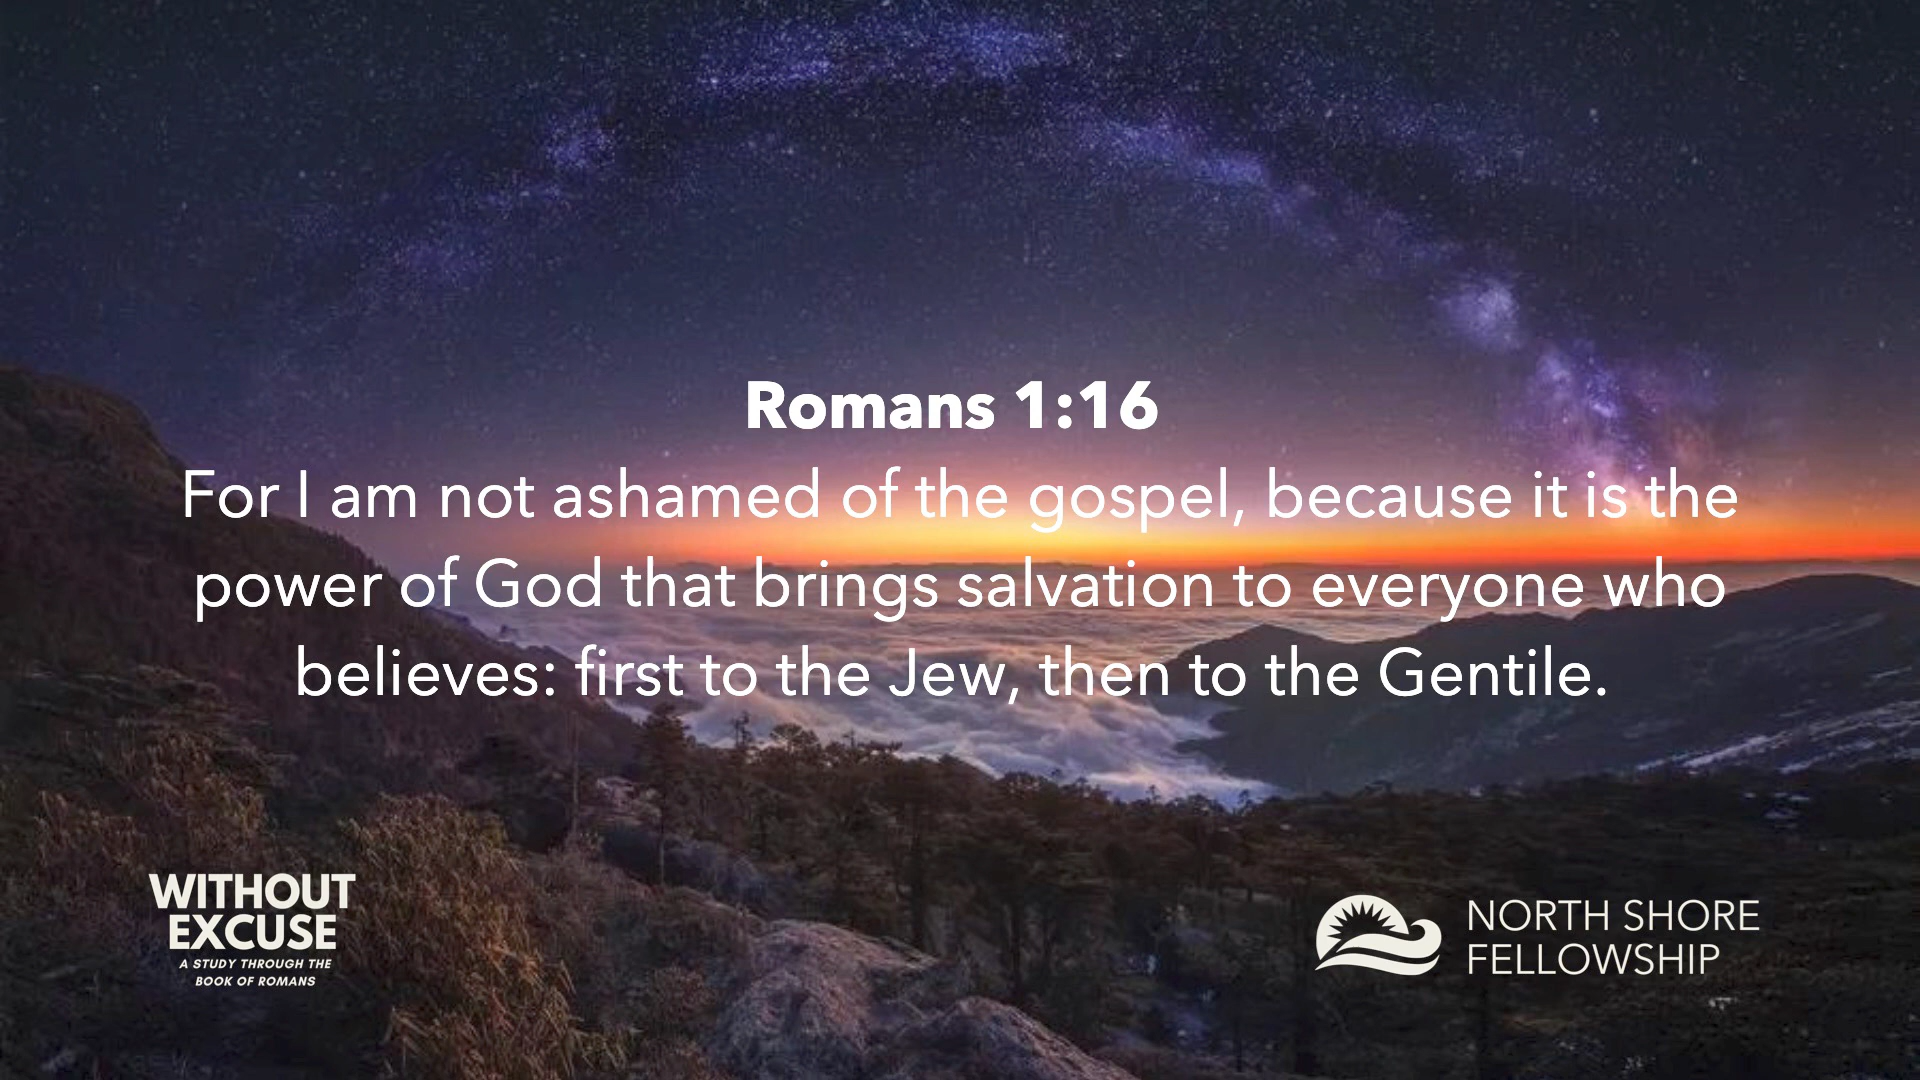 Romans 1:16
For I am not ashamed of the gospel, because it is the
power of God that brings salvation to everyone who
believes: first to the Jew, then to the Gentile.
WITHOUT
EXCUSE
A STUDY THROUGH THE
BOOK OF ROMANS
NORTH SHORE
FELLOWSHIP